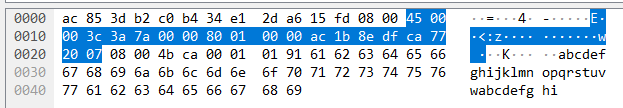 0000 ac 85 3d b2 c0 b4 34 e1 2d a6 15 fd 08 00 45 00 ··=···4· -·····E·
0010 00 3c 3a 7a 00 00 80 01 00 00 ac 1b 8e df ca 77 ·<:z···· ·······w
0020 20 07 08 00 4b ca 00 01 01 91 61 62 63 64 65 66 ···K··· ··abcdef
0030 67 68 69 6a 6b 6c 6d 6e 6f 70 71 72 73 74 75 76 ghijklmn opqrstuv
0040 77 61 62 63 64 65 66 67 68 69 wabcdefg hi